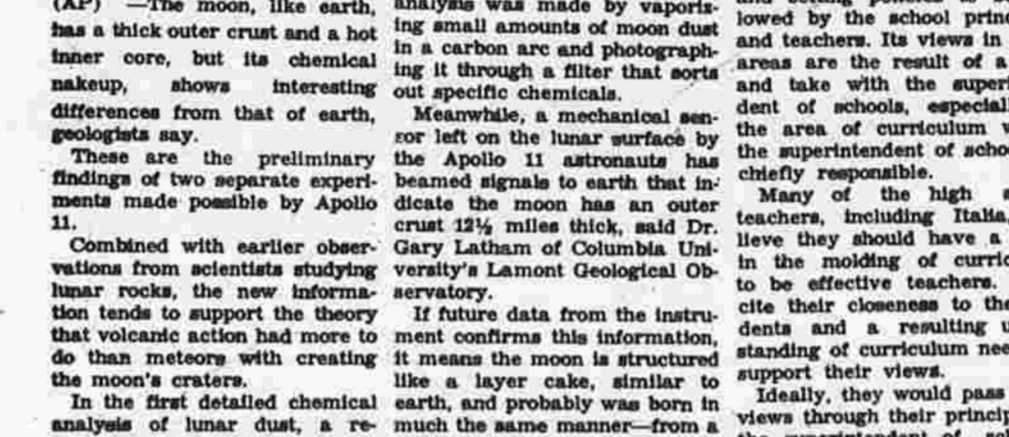 (AP) —The moon, like earth,
has a thick outer crust and a hot
inner core, but its chemical
makeup, shows interesting
differences from that of earth,
geologists say.
These are the preliminary
findings of two separate experi-
ments made possible by Apollo
11.
Combined with earlier obser-
vations from scientists studying
lunar rocks, the new informa-
tion tends to support the theory
that volcanic action had more to
do than meteors with creating
the moon's craters.
In the first detailed chemical
analysis of lunar dust, a re-
analysis was made by vaporiz-
ing small amounts of moon dust
in a carbon arc and photograph-
ing it through a filter that sorts
out specific chemicals.
Meanwhile, a mechanical sen-
sor left on the lunar surface by
the Apollo 11 astronauts has
beamed signals to earth that in-
dicate the moon has an outer
crust 12½ miles thick, said Dr.
Gary Latham of Columbia Uni-
versity's Lamont Geological Ob-
servatory.
If future data from the instru-
ment confirms this information,
it means the moon is structured
like a layer cake, similar to
earth, and probably was born in
much the same manner—from a
lowed by the school princ
and teachers. Its views in
areas are the result of a
and take with the superi
dent of schools, especial
the area of curriculum w
the superintendent of schoo
chiefly responsible.
Many of the high s
teachers, including Italia,
lieve they should have a
in the molding of curric
to be effective teachers.
cite their closeness to the
dents and a resulting u
standing of curriculum nee
support their views.
Ideally, they would pass
views through their princip
the superintendent of